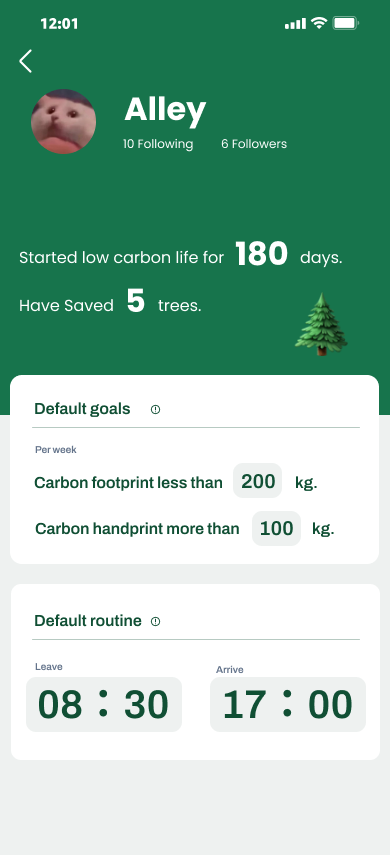 12:01
Alley
10 Following 6 Followers
Started low carbon life for 180 days.
Have Saved 5 trees.
Default goals
Per week
Carbon footprint less than 200 kg.
Carbon handprint more than 100 kg.
Default routine
Leave Arrive
08 : 30 17 : 00